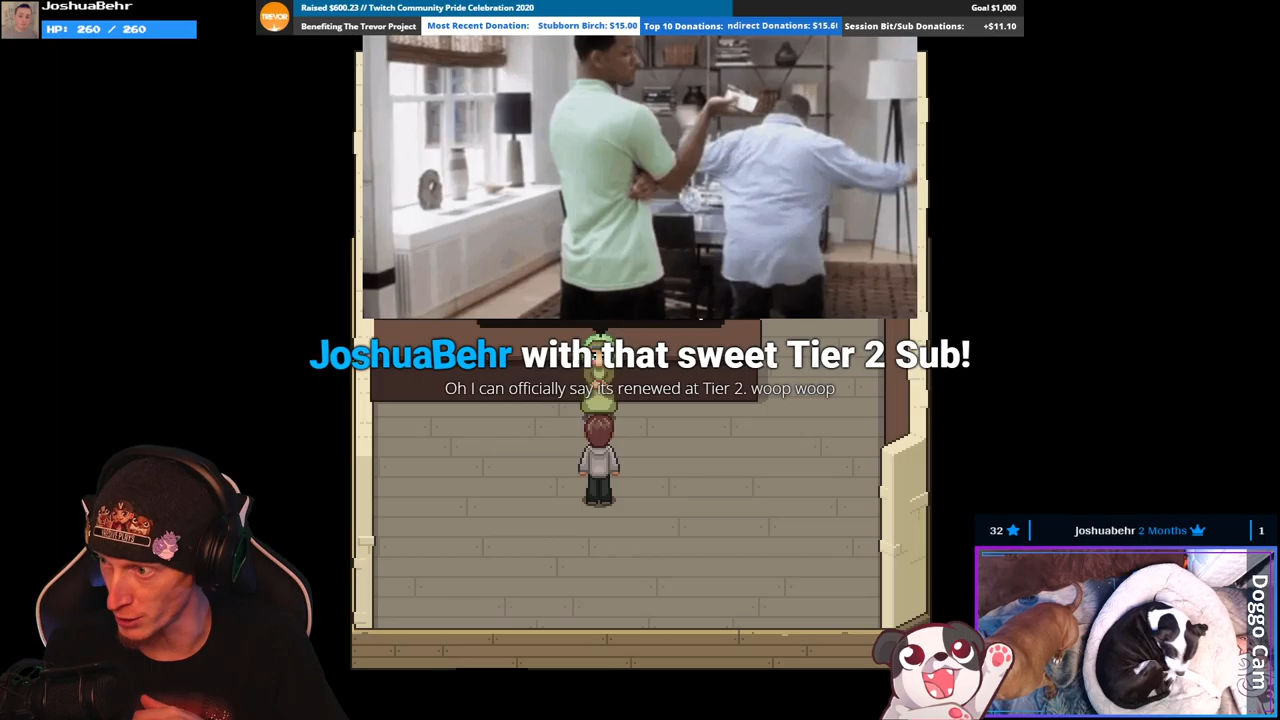 JoshuaBehr
HP: 260 / 260
TREVOR
Raised $600.23 // Twitch Community Pride Celebration 2020
Goal $1,000
Benefiting The Trevor Project
Most Recent Donation: Stubborn Birch: $15.00
Top 10 Donations: ndirect Donations: $15.6
Session Bit/Sub Donations: +$11.10
JoshuaBehr with that sweet Tier 2 Sub!
Oh I can officially say its renewed at Tier 2. woop woop
PLAYS
32
joshuabehr 2 Months
1
Doggo Cam